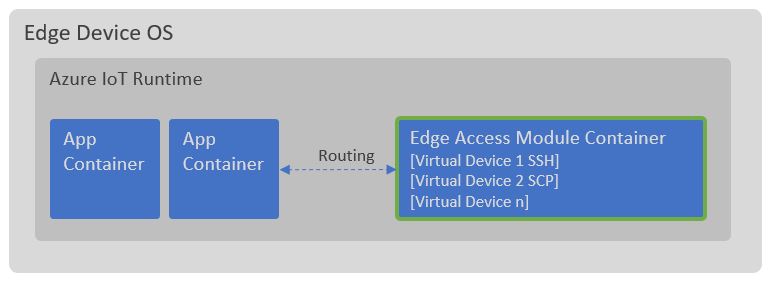 Edge Device OS
Azure IoT Runtime
App
Container
App
Container
Routing
Edge Access Module Container
[Virtual Device 1 SSH]
[Virtual Device 2 SCP]
[Virtual Device n]